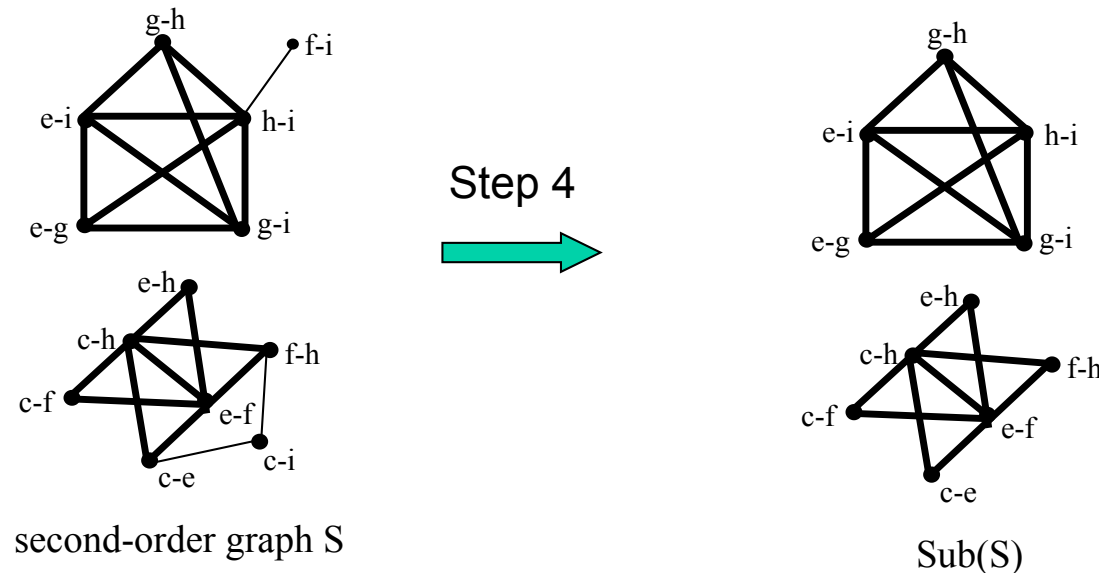 g-h
f-i
e-i
h-i
e-g
g-i
e-h
c-h
f-h
c-f
e-f
c-i
c-e
second-order graph S
Step 4
g-h
e-i
h-i
e-g
g-i
e-h
c-h
f-h
c-f
e-f
c-e
Sub(S)